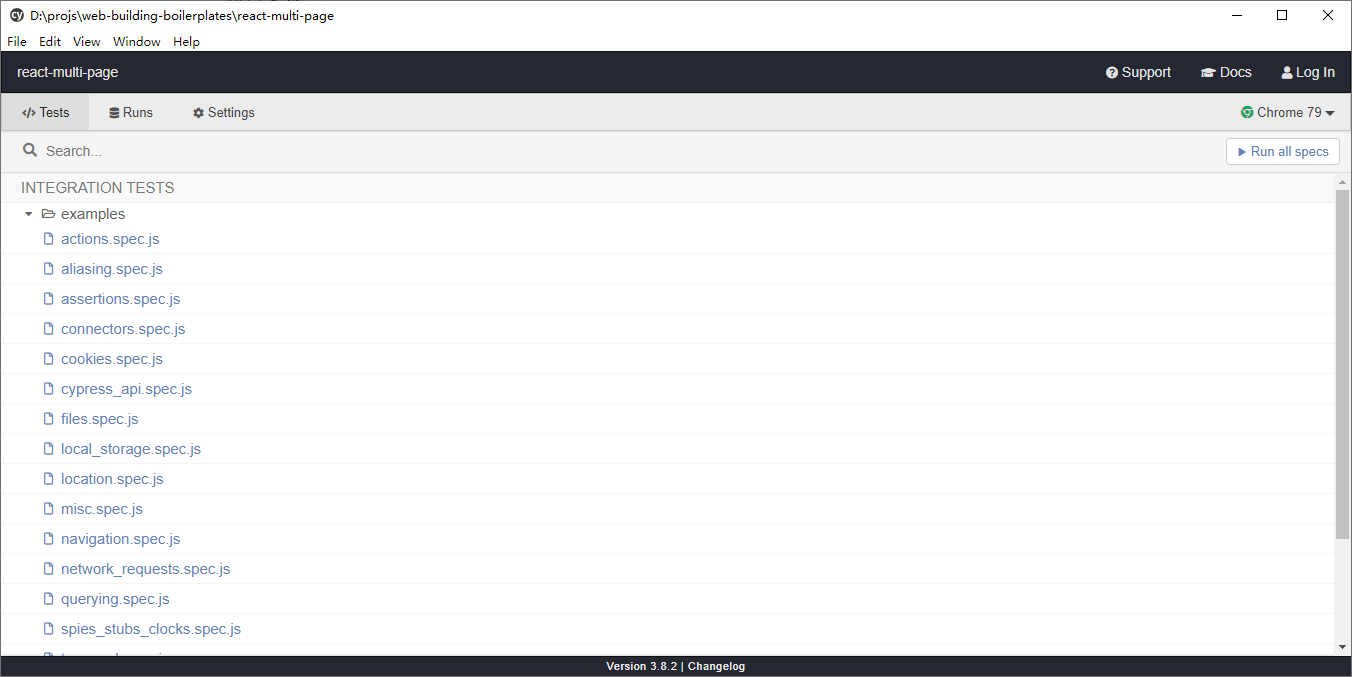 D:\projs\web-building-boilerplates\react-multi-page
File Edit View Window Help
react-multi-page Support Docs Log In
Tests Runs Settings Chrome 79
Search... Run all specs
INTEGRATION TESTS
examples
actions.spec.js
aliasing.spec.js
assertions.spec.js
connectors.spec.js
cookies.spec.js
cypress_api.spec.js
files.spec.js
local_storage.spec.js
location.spec.js
misc.spec.js
navigation.spec.js
network_requests.spec.js
querying.spec.js
spies_stubs_clocks.spec.js
Version 3.8.2 | Changelog